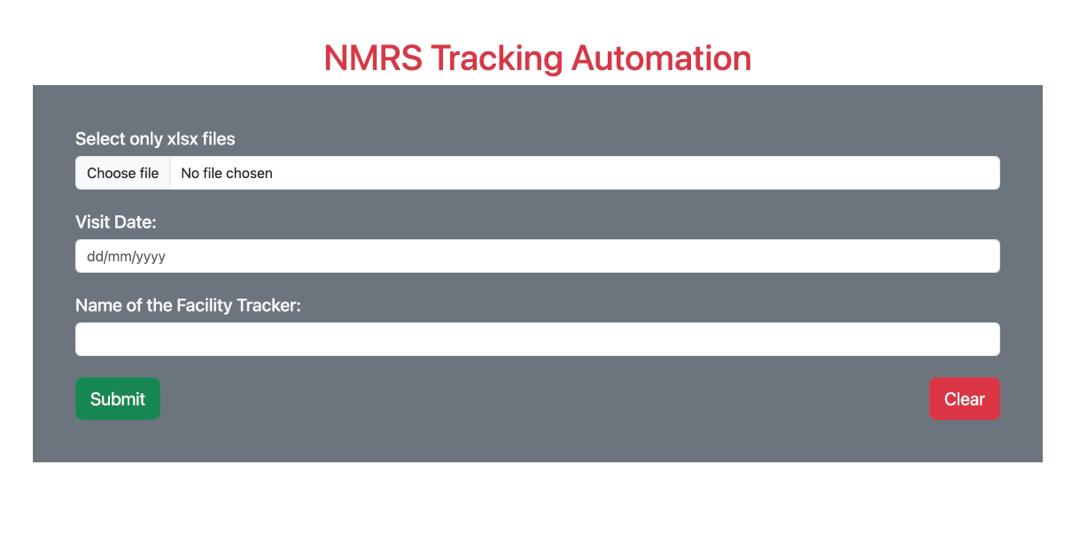 NMRS Tracking Automation
Select only xlsx files
Choose file No file chosen
Visit Date:
dd/mm/yyyy
Name of the Facility Tracker:
Submit Clear